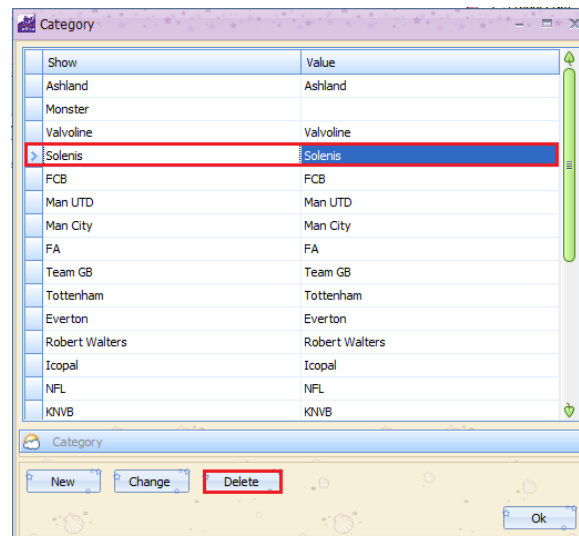 Category
Show Value
Ashland Ashland
Monster
Valvoline Valvoline
Solenis Solenis
FCB FCB
Man UTD Man UTD
Man City Man City
FA FA
Team GB Team GB
Tottenham Tottenham
Everton Everton
Robert Walters Robert Walters
Icopal Icopal
NFL NFL
KNVB KNVB
Category
New Change Delete
Ok